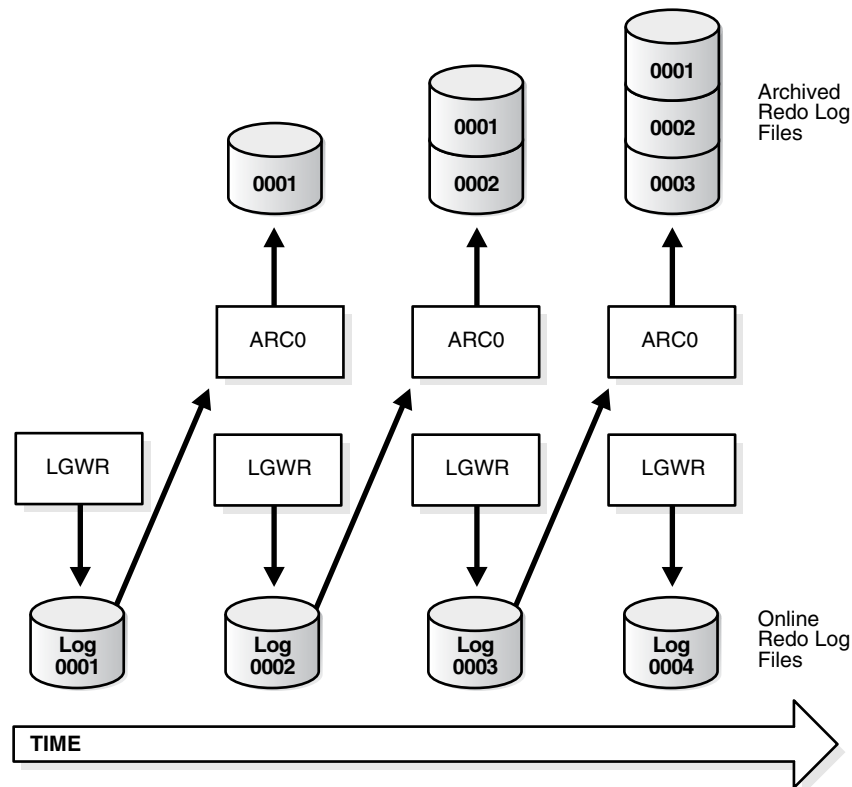 0001
0001
0002
0001
0002
0003
Archived
Redo Log
Files
ARC0
ARC0
ARC0
LGWR
LGWR
LGWR
LGWR
Log
0001
Log
0002
Log
0003
Log
0004
Online
Redo Log
Files
TIME